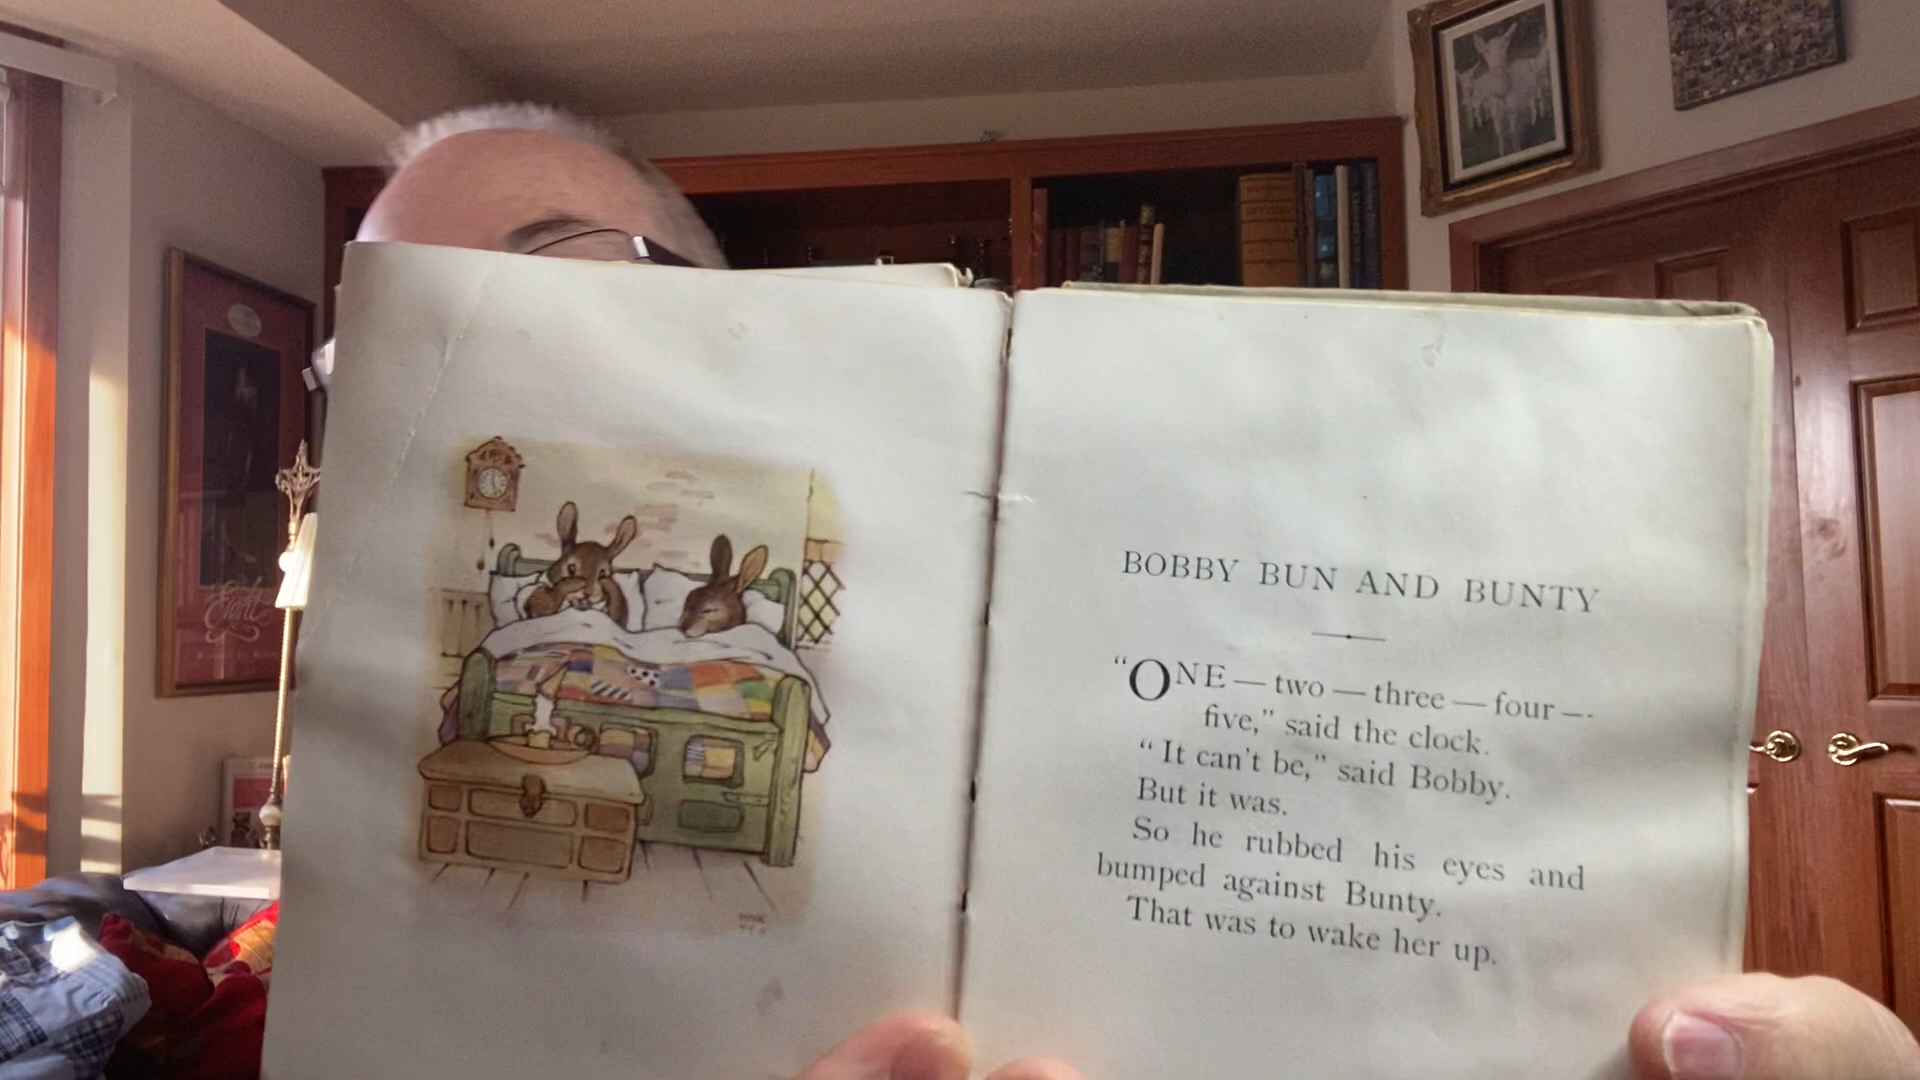 BOBBY BUN AND BUNTY
“ONE — two — three — four —
five,” said the clock.
“ It can't be,” said Bobby.
But it was.
So he rubbed his eyes and
bumped against Bunty.
That was to wake her up.